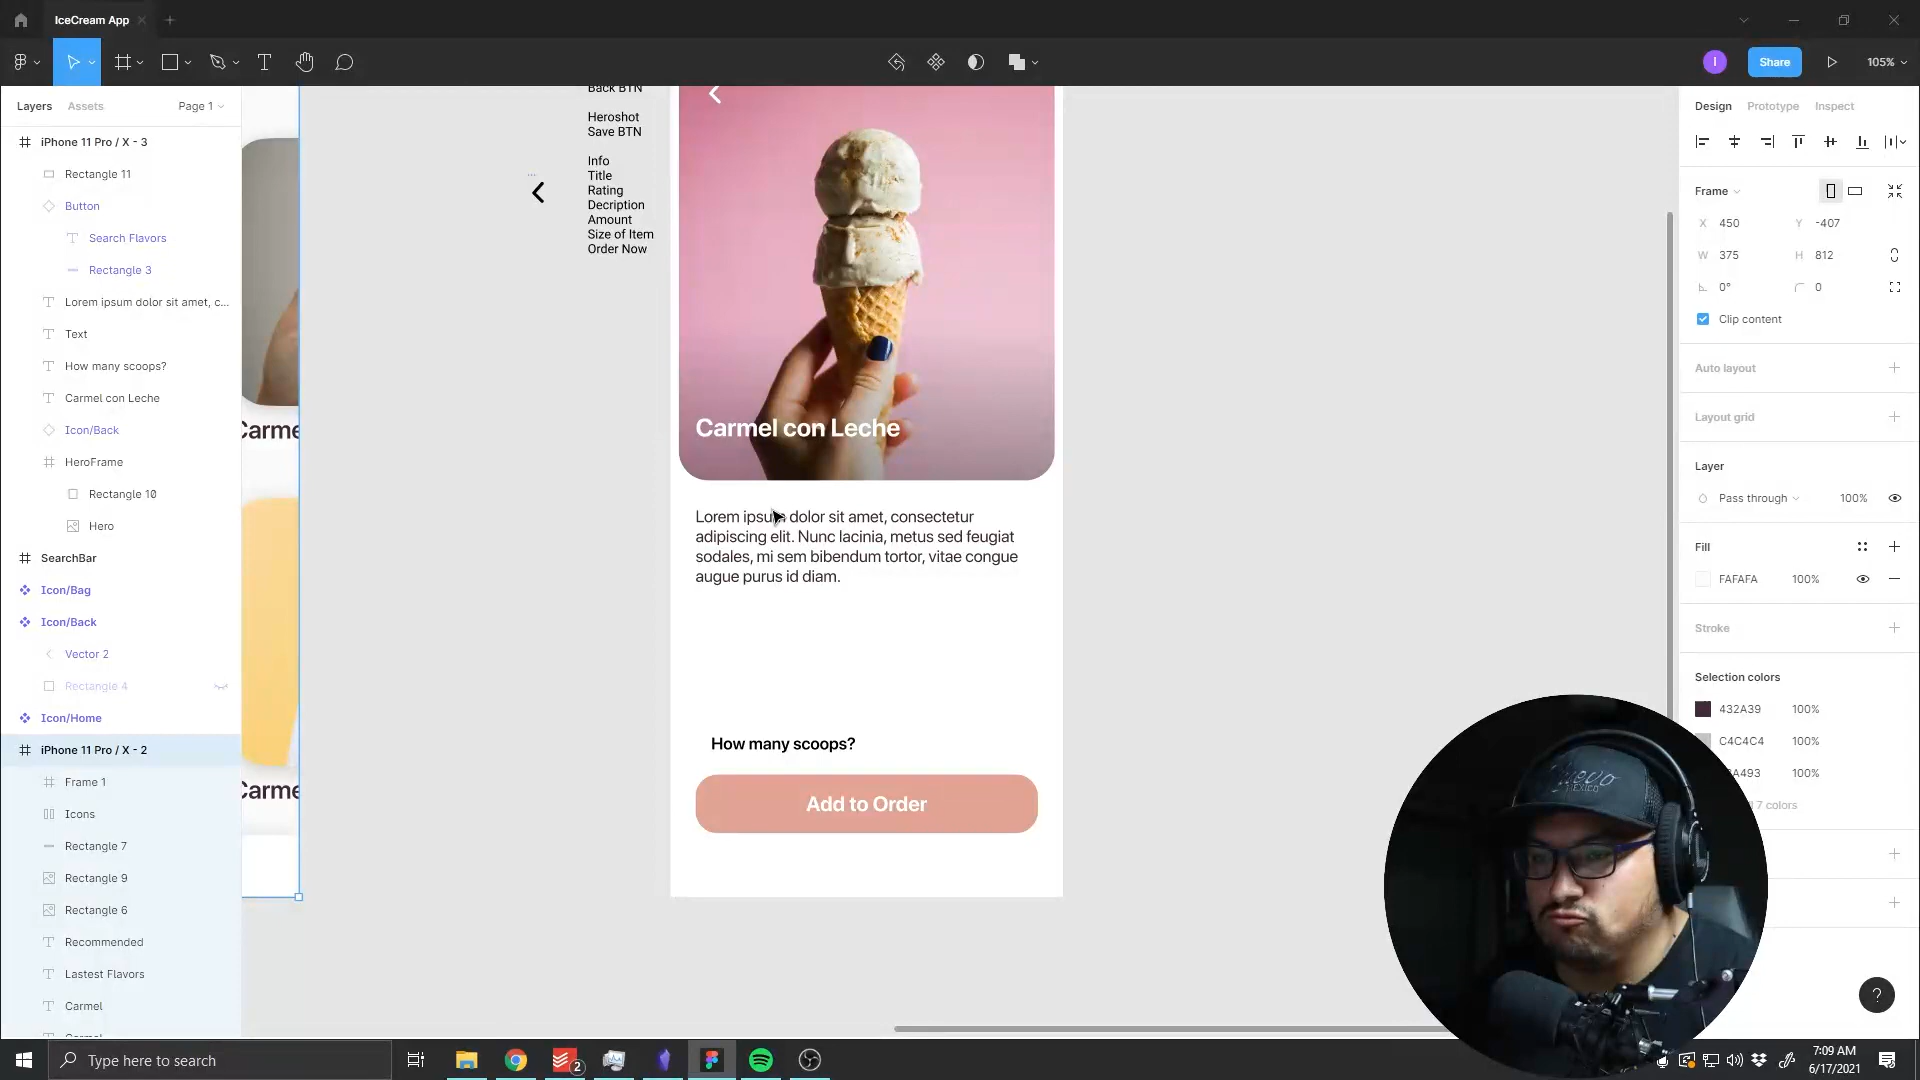 IceCream App
Share
105%
Layers
Assets
Page 1
iPhone 11 Pro / X - 3
Rectangle 11
Button
Search Flavors
Rectangle 3
Lorem ipsum dolor sit amet, c...
Text
How many scoops?
Carmel con Leche
Icon/Back
HeroFrame
Rectangle 10
Hero
SearchBar
Icon/Bag
Icon/Back
Vector 2
Rectangle 4
Icon/Home
iPhone 11 Pro / X - 2
Frame 1
Icons
Rectangle 7
Rectangle 9
Rectangle 6
Recommended
Lastest Flavors
Carmel
Carme
Carme
Back BTN
Heroshot
Save BTN
Info
Title
Rating
Decription
Amount
Size of Item
Order Now
Carmel con Leche
Lorem ipsum dolor sit amet, consectetur
adipiscing elit. Nunc lacinia, metus sed feugiat
sodales, mi sem bibendum tortor, vitae congue
augue purus id diam.
How many scoops?
Add to Order
Design
Prototype
Inspect
Frame
X 450
Y -407
W 375
H 812
0°
0
Clip content
Auto layout
Layout grid
Layer
Pass through
100%
Fill
FAFAFA
100%
Stroke
Selection colors
432A39
100%
C4C4C4
100%
A493
100%
7 colors
?
Type here to search
2
7:09 AM
6/17/2021